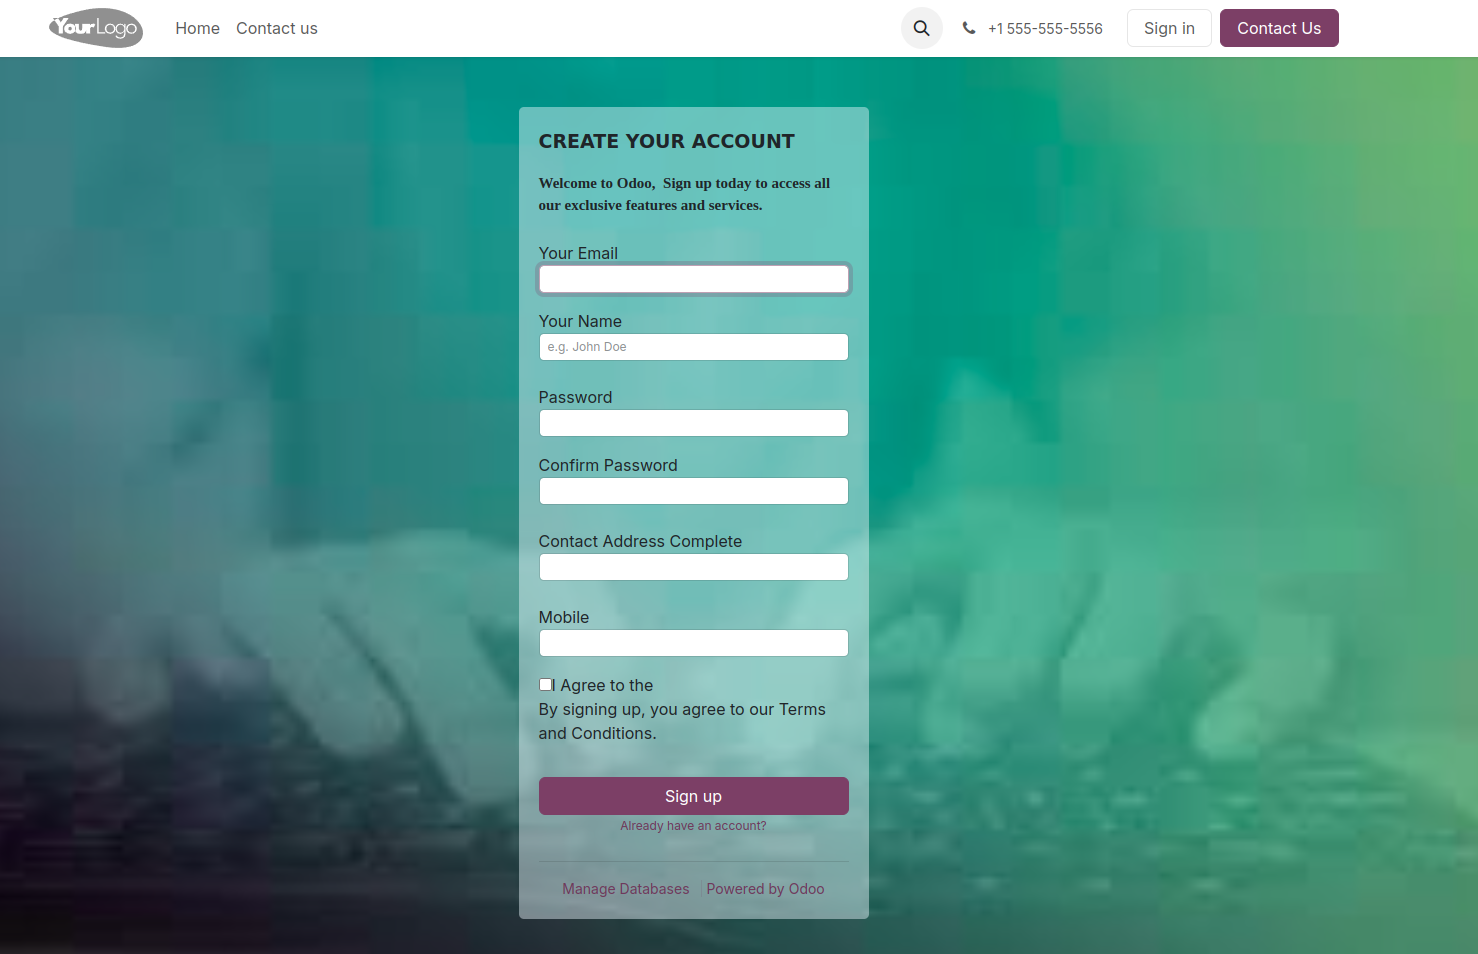 YourLogo
Home
Contact us
+1 555-555-5556
Sign in
Contact Us
CREATE YOUR ACCOUNT
Welcome to Odoo,  Sign up today to access all
our exclusive features and services.
Your Email
Your Name
e.g. John Doe
Password
Confirm Password
Contact Address Complete
Mobile
I Agree to the
By signing up, you agree to our Terms
and Conditions.
Sign up
Already have an account?
Manage Databases | Powered by Odoo